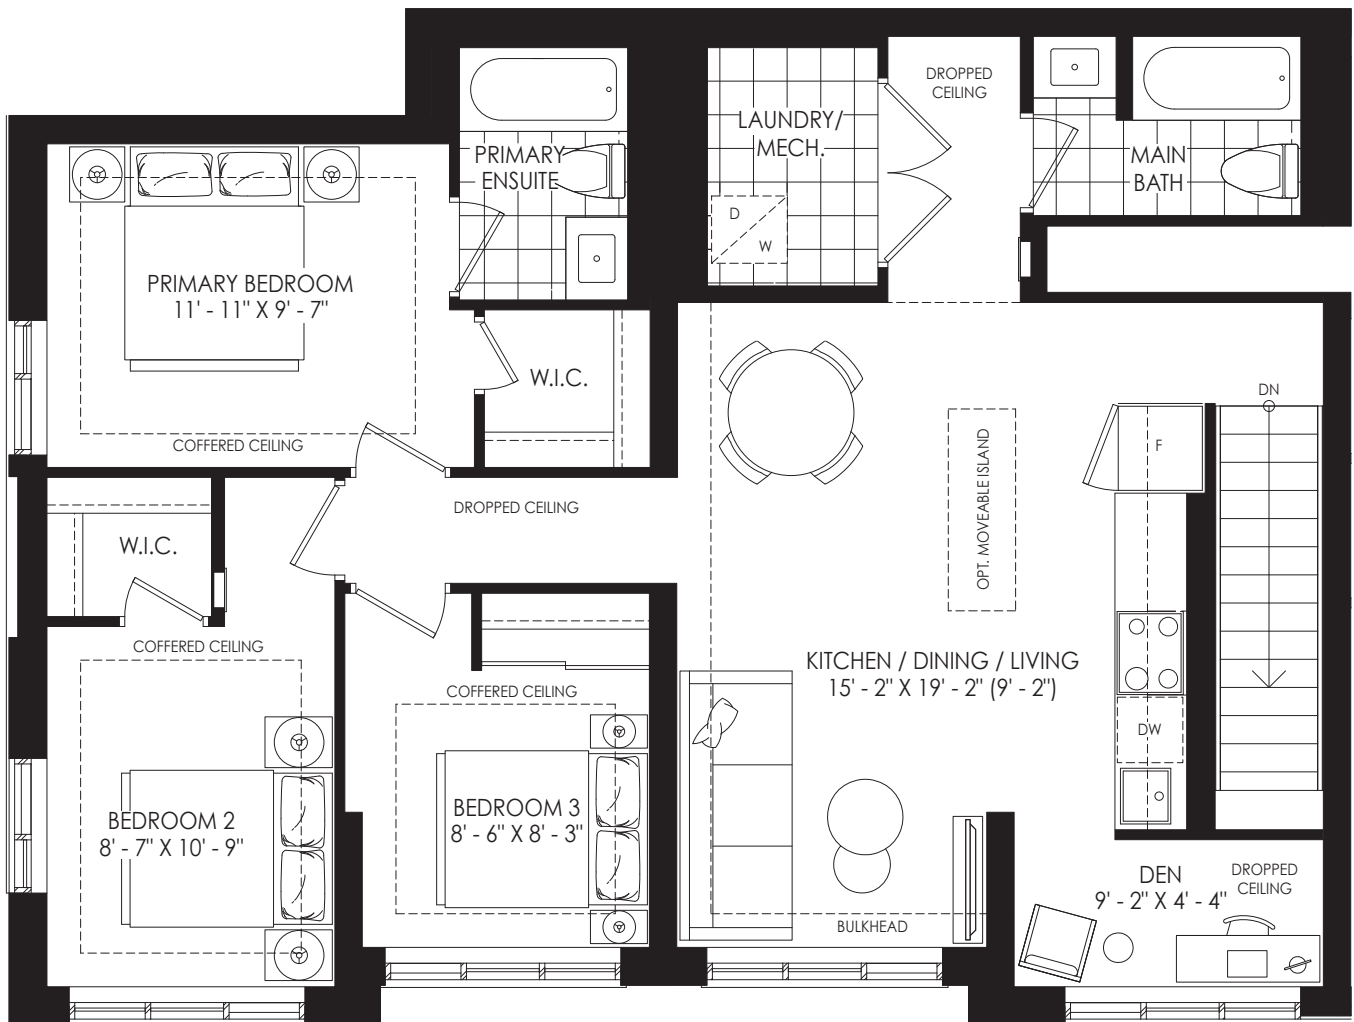 DROPPED
CEILING
LAUNDRY/
MECH.
PRIMARY
ENSUITE
MAIN
BATH
D
W
PRIMARY BEDROOM
11' - 11" X 9' - 7"
W.I.C.
COFFERED CEILING
DN
F
OPT. MOVEABLE ISLAND
DROPPED CEILING
W.I.C.
COFFERED CEILING
COFFERED CEILING
KITCHEN / DINING / LIVING
15' - 2" X 19' - 2" (9' - 2")
DW
BEDROOM 2
8' - 7" X 10' - 9"
BEDROOM 3
8' - 6" X 8' - 3"
DEN
9' - 2" X 4' - 4"
DROPPED
CEILING
BULKHEAD